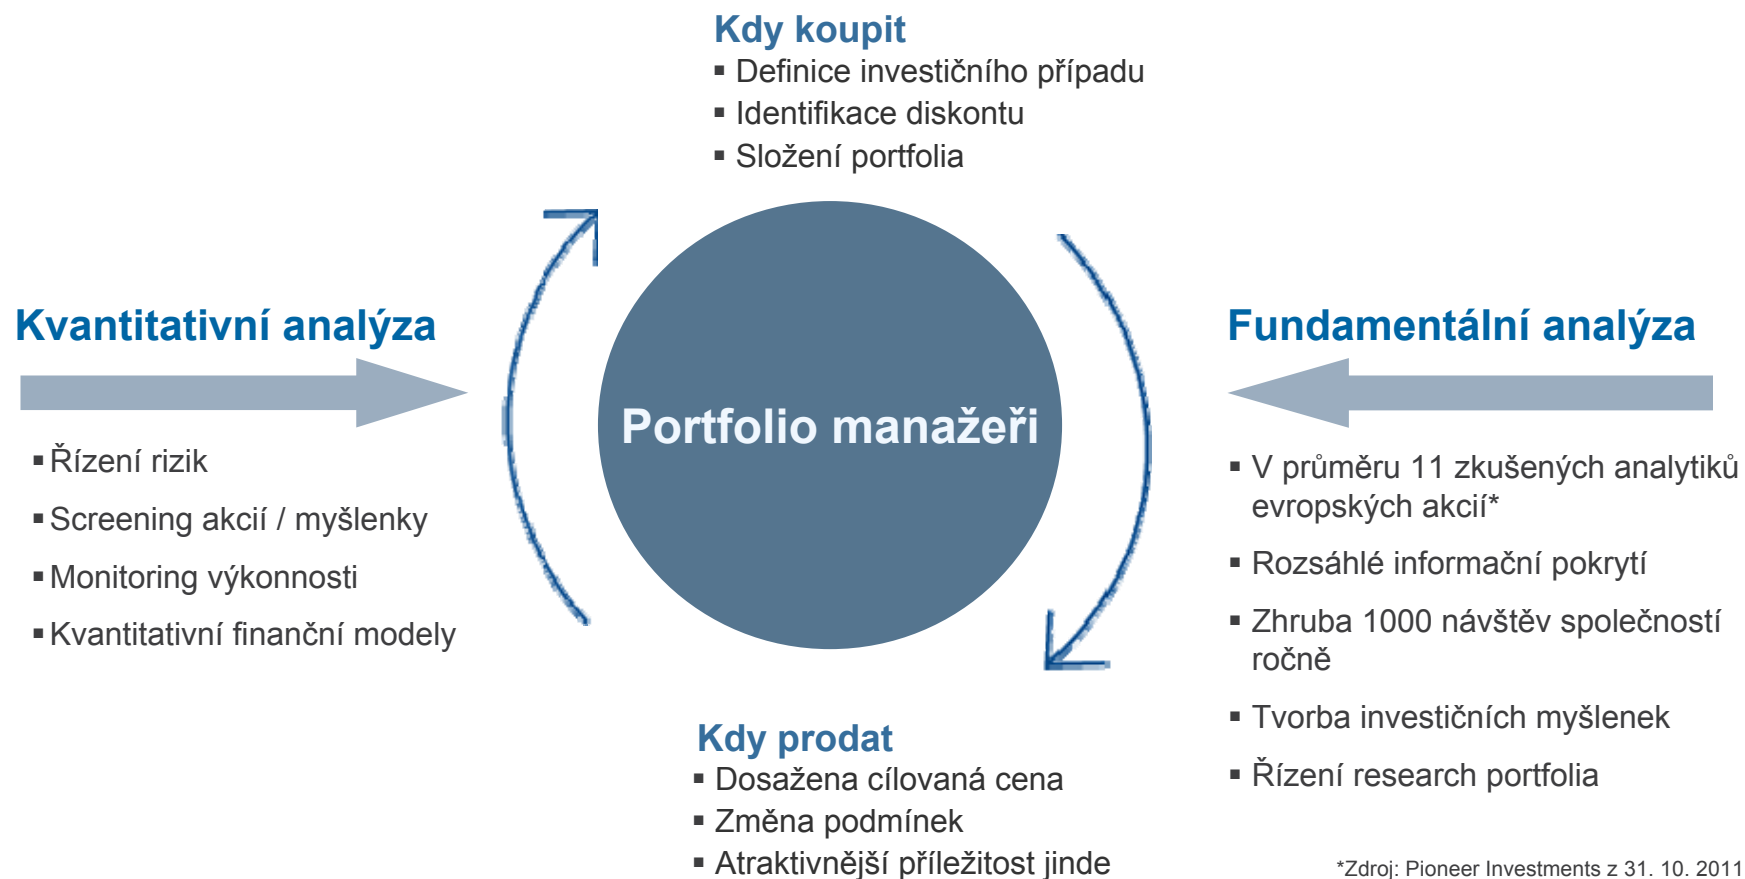 Kdy koupit
▪ Definice investičního případu
▪ Identifikace diskontu
▪ Složení portfolia
Kvantitativní analýza
▪ Řízení rizik
▪ Screening akcií / myšlenky
▪ Monitoring výkonnosti
▪ Kvantitativní finanční modely
Portfolio manažeři
Fundamentální analýza
▪ V průměru 11 zkušených analytiků
evropských akcií*
▪ Rozsáhlé informační pokrytí
▪ Zhruba 1000 návštěv společností
ročně
▪ Tvorba investičních myšlenek
▪ Řízení research portfolia
Kdy prodat
▪ Dosažena cílovaná cena
▪ Změna podmínek
▪ Atraktivnější příležitost jinde
*Zdroj: Pioneer Investments z 31. 10. 2011